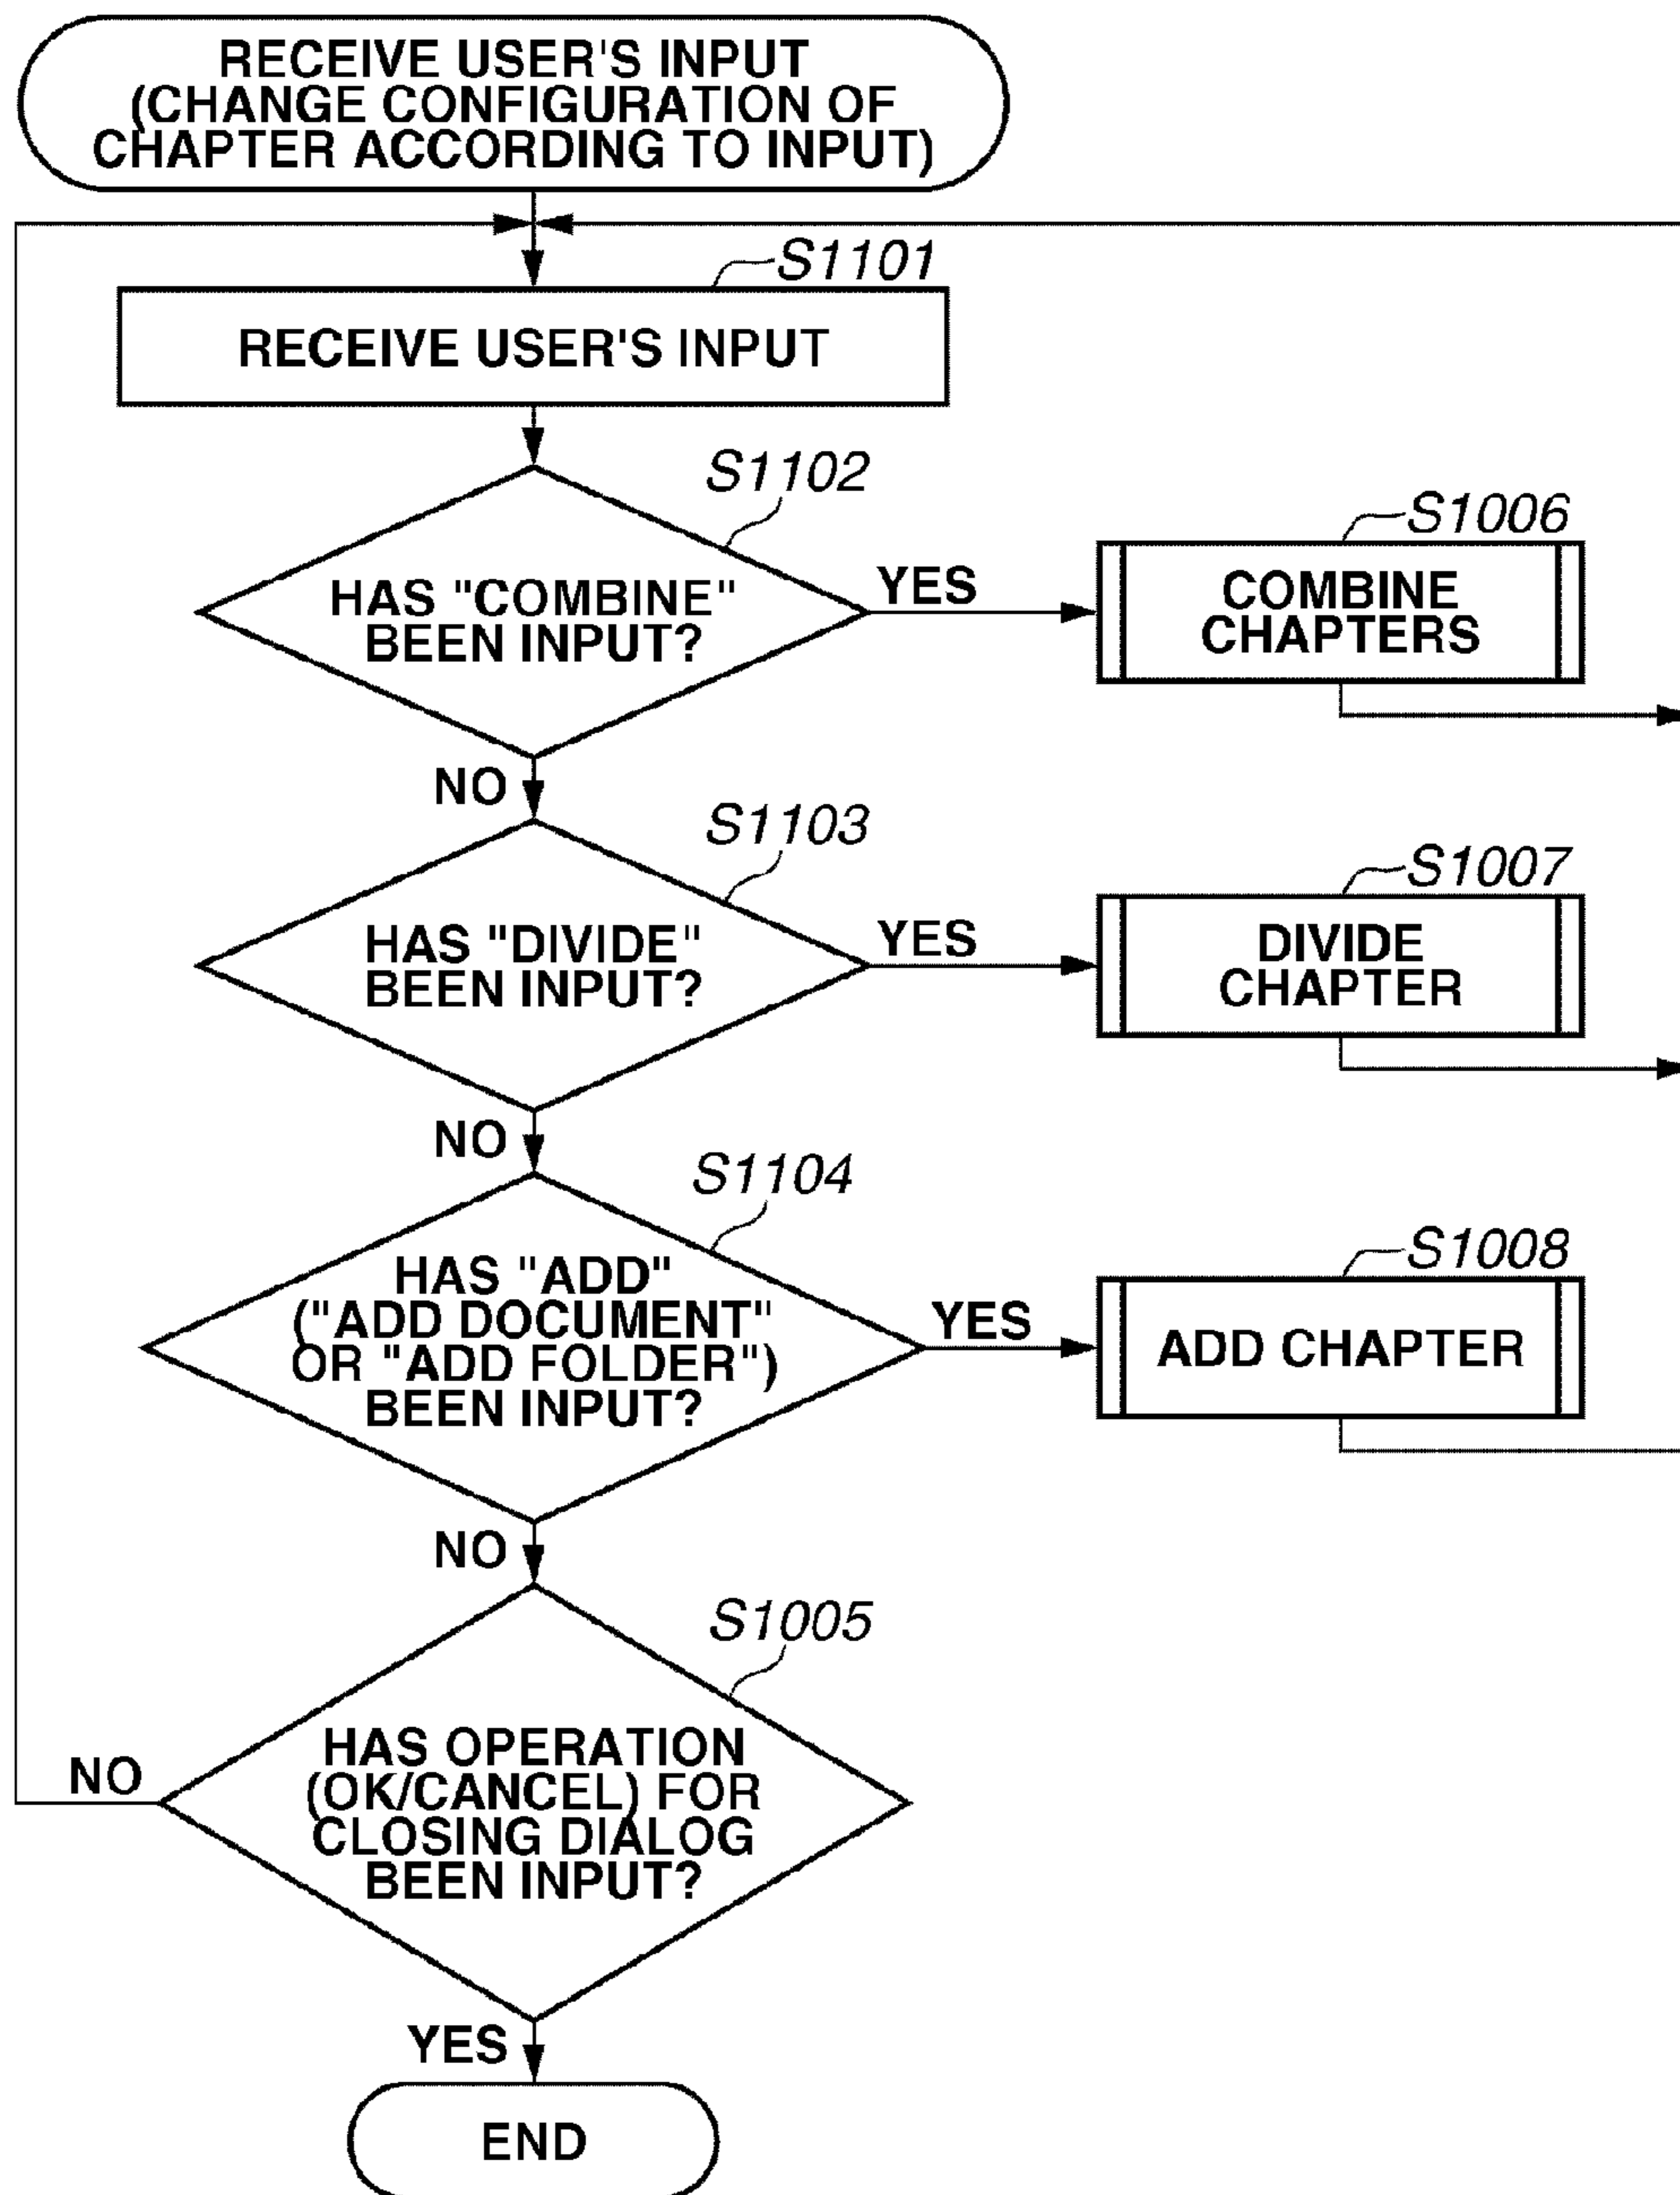 RECEIVE USER'S INPUT
(CHANGE CONFIGURATION OF
CHAPTER ACCORDING TO INPUT)
S1101
RECEIVE USER'S INPUT
S1102
HAS "COMBINE"
BEEN INPUT?
YES
S1006
COMBINE
CHAPTERS
NO
S1103
HAS "DIVIDE"
BEEN INPUT?
YES
S1007
DIVIDE
CHAPTER
NO
S1104
HAS "ADD"
("ADD DOCUMENT"
OR "ADD FOLDER")
BEEN INPUT?
YES
S1008
ADD CHAPTER
NO
S1005
HAS OPERATION
(OK/CANCEL) FOR
CLOSING DIALOG
BEEN INPUT?
NO
YES
END